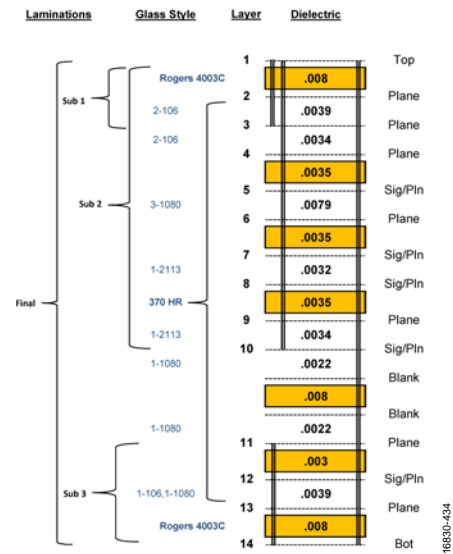 Laminations Glass Style Layer Dielectric
1 Top
Rogers 4003C .008
2 Plane
Sub 1 2-106 .0039
3 Plane
2-106 .0034
4 Plane
.0035
5 Sig/Pln
Sub 2 3-1080 .0079
6 Plane
.0035
7 Sig/Pln
1-2113 .0032
8 Sig/Pln
Final 370 HR .0035
9 Plane
1-2113 .0034
10 Sig/Pln
1-1080 .0022
Blank
.008
Blank
1-1080 .0022
11 Plane
.003
12 Sig/Pln
Sub 3 1-106,1-1080 .0039
13 Plane
Rogers 4003C .008
14 Bot
16830-434